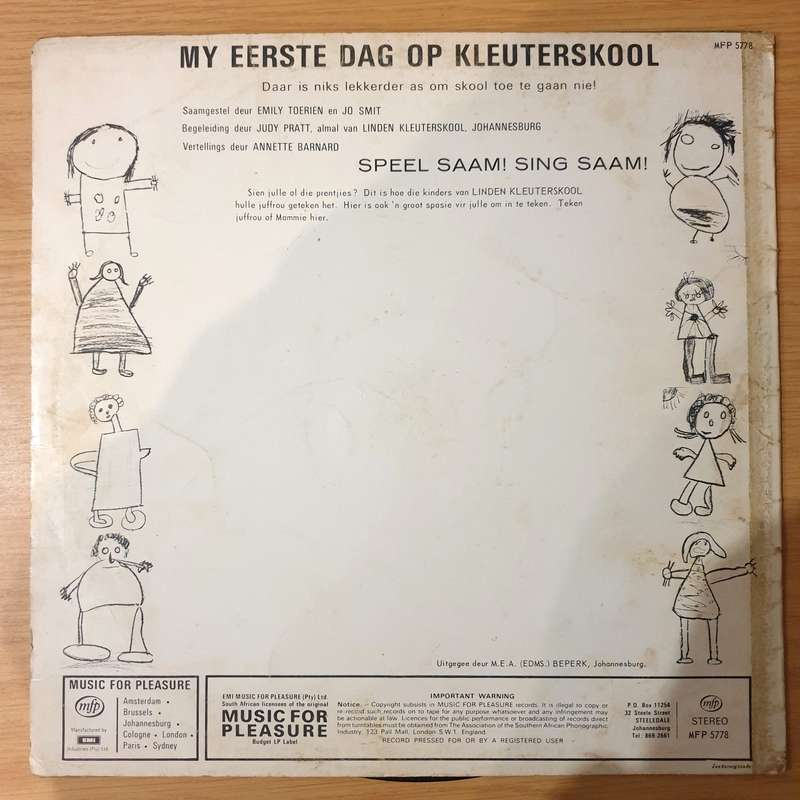 MY EERSTE DAG OP KLEUTERSKOOL
MFP 5778
Daar is niks lekkerder as om skool toe te gaan nie!
Saamgestel deur EMILY TOERIEN en JO SMIT
Begeleiding deur JUDY PRATT, almal van LINDEN KLEUTERSKOOL, JOHANNESBURG
Vertellings deur ANNETTE BARNARD
SPEEL SAAM! SING SAAM!
Sien julle al die prentjies? Dit is hoe die kinders van LINDEN KLEUTERSKOOL
hulle juffrou geteken het. Hier is ook 'n groot spasie vir julle om in te teken. Teken
juffrou of Mammie hier.
Uitgegee deur M.E.A. (EDMS.) BEPERK, Johannesburg.
MUSIC FOR PLEASURE
mfp
Amsterdam •
Brussels •
Johannesburg •
Cologne • London •
Paris • Sydney
Manufactured by
EMI
Industries (Pty) Ltd.
EMI MUSIC FOR PLEASURE (Pty) Ltd.
South African licensees of the original
MUSIC FOR
PLEASURE
Budget LP Label
IMPORTANT WARNING
Notice. – Copyright subsists in MUSIC FOR PLEASURE records. It is illegal to copy or
re-record such records on to tape for any purpose whatsoever and any infringement may
be actionable at law. Licences for the public performance or broadcasting of records direct
from turntables must be obtained from The Association of the Southern African Phonographic
Industry, 123 Pall Mall, London S.W.1. England.
RECORD PRESSED FOR OR BY A REGISTERED USER
P.O. Box 11254
32 Steele Street
STEELEDALE
Johannesburg
Tel : 869-2661
mfp
STEREO
MFP 5778